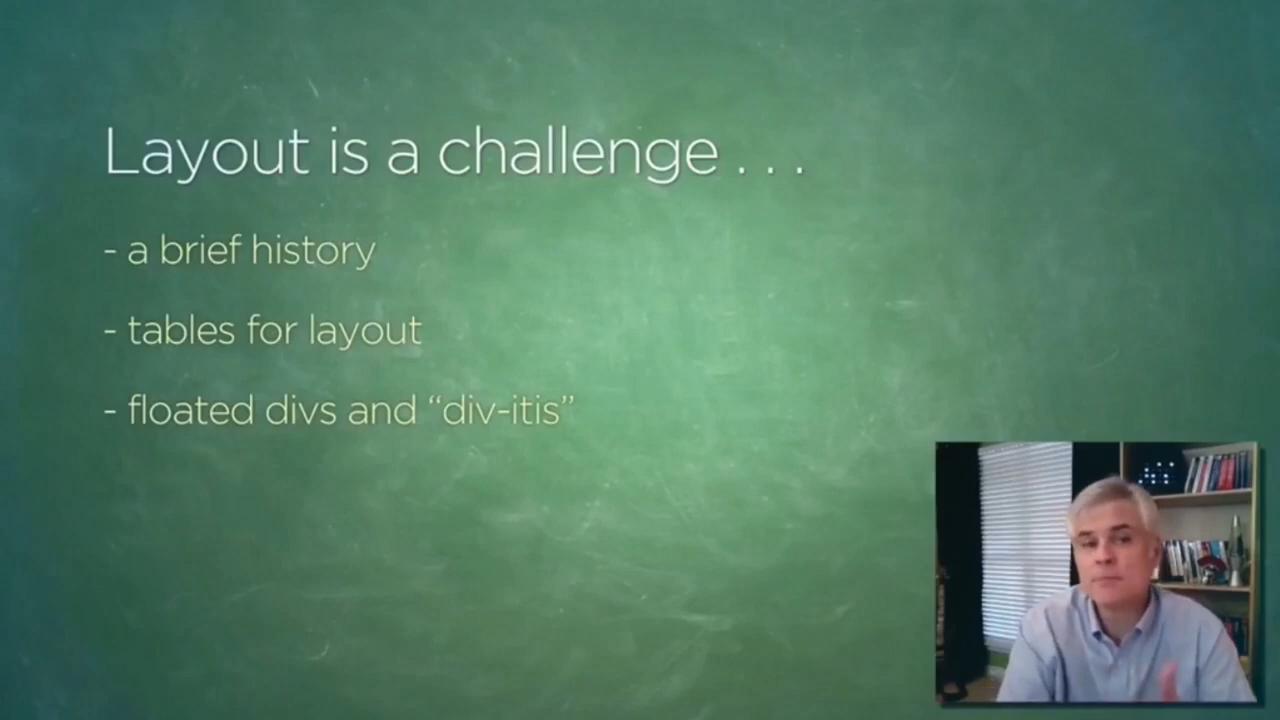 Layout is a challenge . . .
- a brief history
- tables for layout
- floated divs and “div-itis”